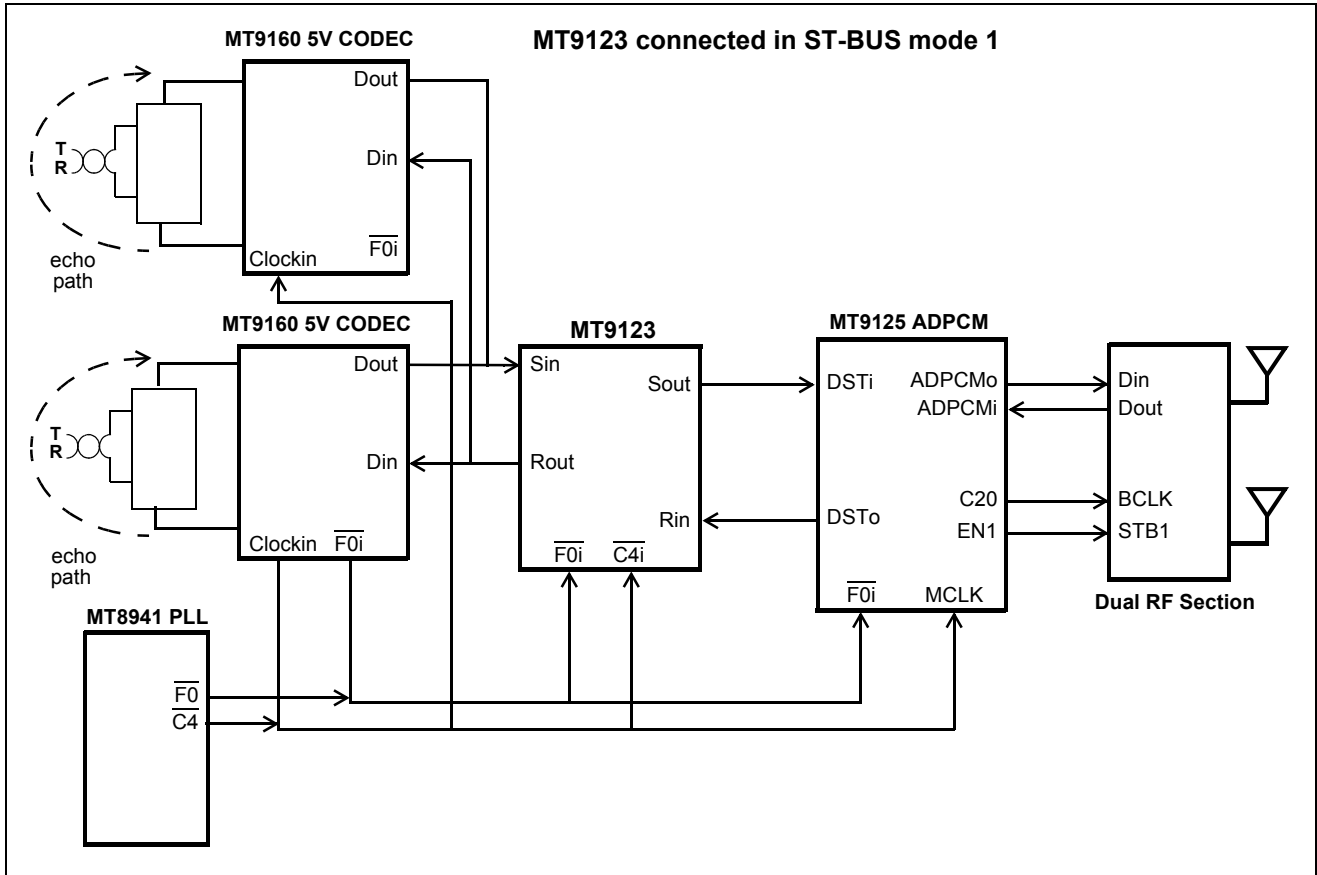 MT9160 5V CODEC
MT9123 connected in ST-BUS mode 1
Dout
Din
F0i
Clockin
T
R
echo
path
MT9160 5V CODEC
Dout
Din
Clockin F0i
T
R
echo
path
MT9123
Sin
Sout
Rout
Rin
F0i C4i
MT9125 ADPCM
DSTi ADPCMo
ADPCMi
C20
DSTo EN1
F0i MCLK
Din
Dout
BCLK
STB1
Dual RF Section
MT8941 PLL
F0
C4